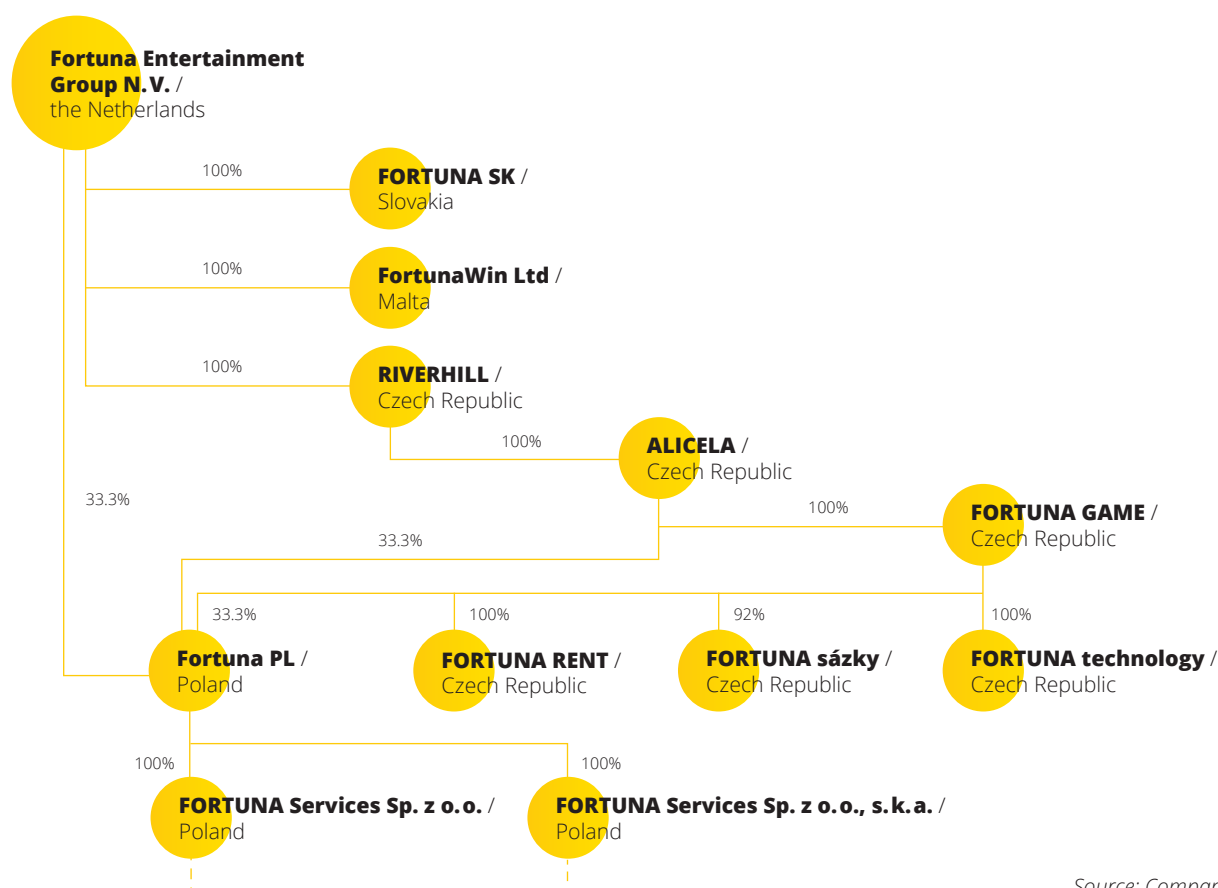 Fortuna Entertainment
Group N.V. /
the Netherlands
100%
FORTUNA SK /
Slovakia
100%
FortunaWin Ltd /
Malta
100%
RIVERHILL /
Czech Republic
100%
ALICELA /
Czech Republic
33.3%
100%
FORTUNA GAME /
Czech Republic
33.3%
33.3%
100%
92%
100%
Fortuna PL /
Poland
FORTUNA RENT /
Czech Republic
FORTUNA sázky /
Czech Republic
FORTUNA technology /
Czech Republic
100%
100%
FORTUNA Services Sp. z o.o. /
Poland
FORTUNA Services Sp. z o.o., s.k.a. /
Poland
Source: